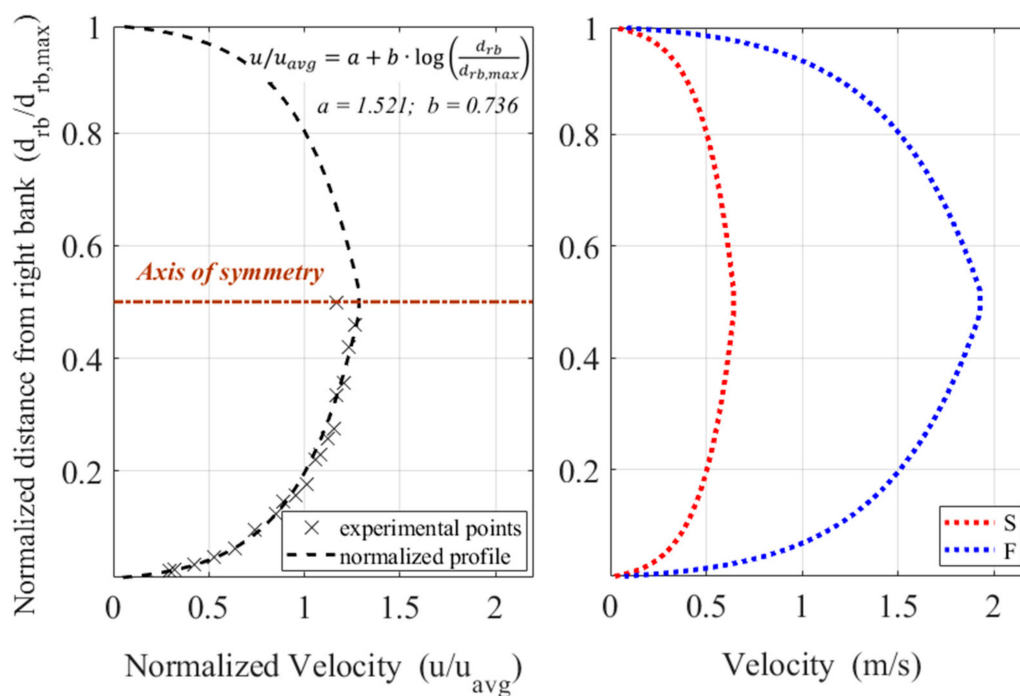 Normalized distance from right bank (d_rb/d_rb,max)
1
0.8
0.6
0.4
0.2
u/u_avg = a + b · log(d_rb/d_rb,max)
a = 1.521; b = 0.736
Axis of symmetry
experimental points
normalized profile
0 0.5 1 1.5 2
Normalized Velocity (u/u_avg)
1
0.8
0.6
0.4
0.2
S
F
0 0.5 1 1.5 2
Velocity (m/s)